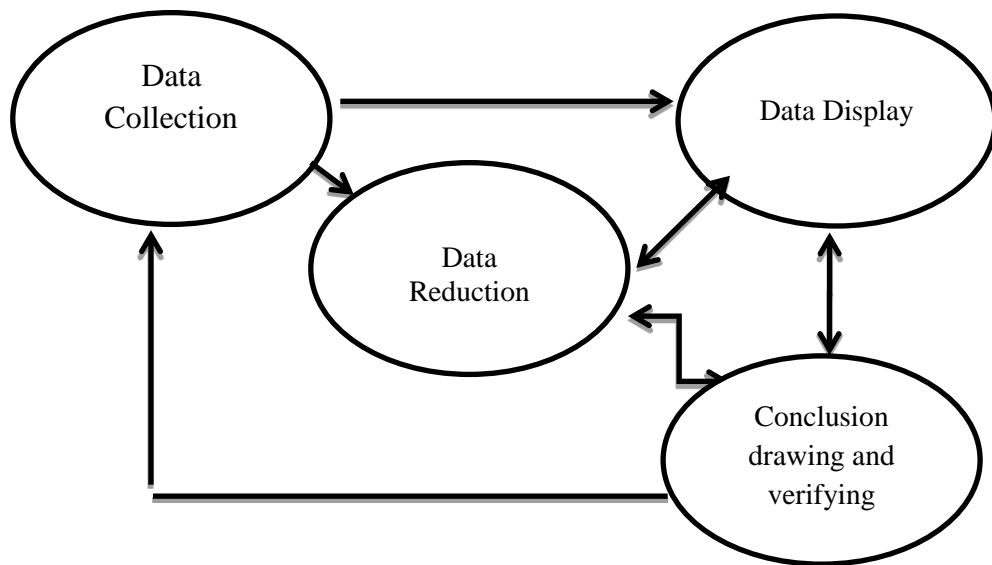 Data
Collection
Data Display
Data
Reduction
Conclusion
drawing and
verifying